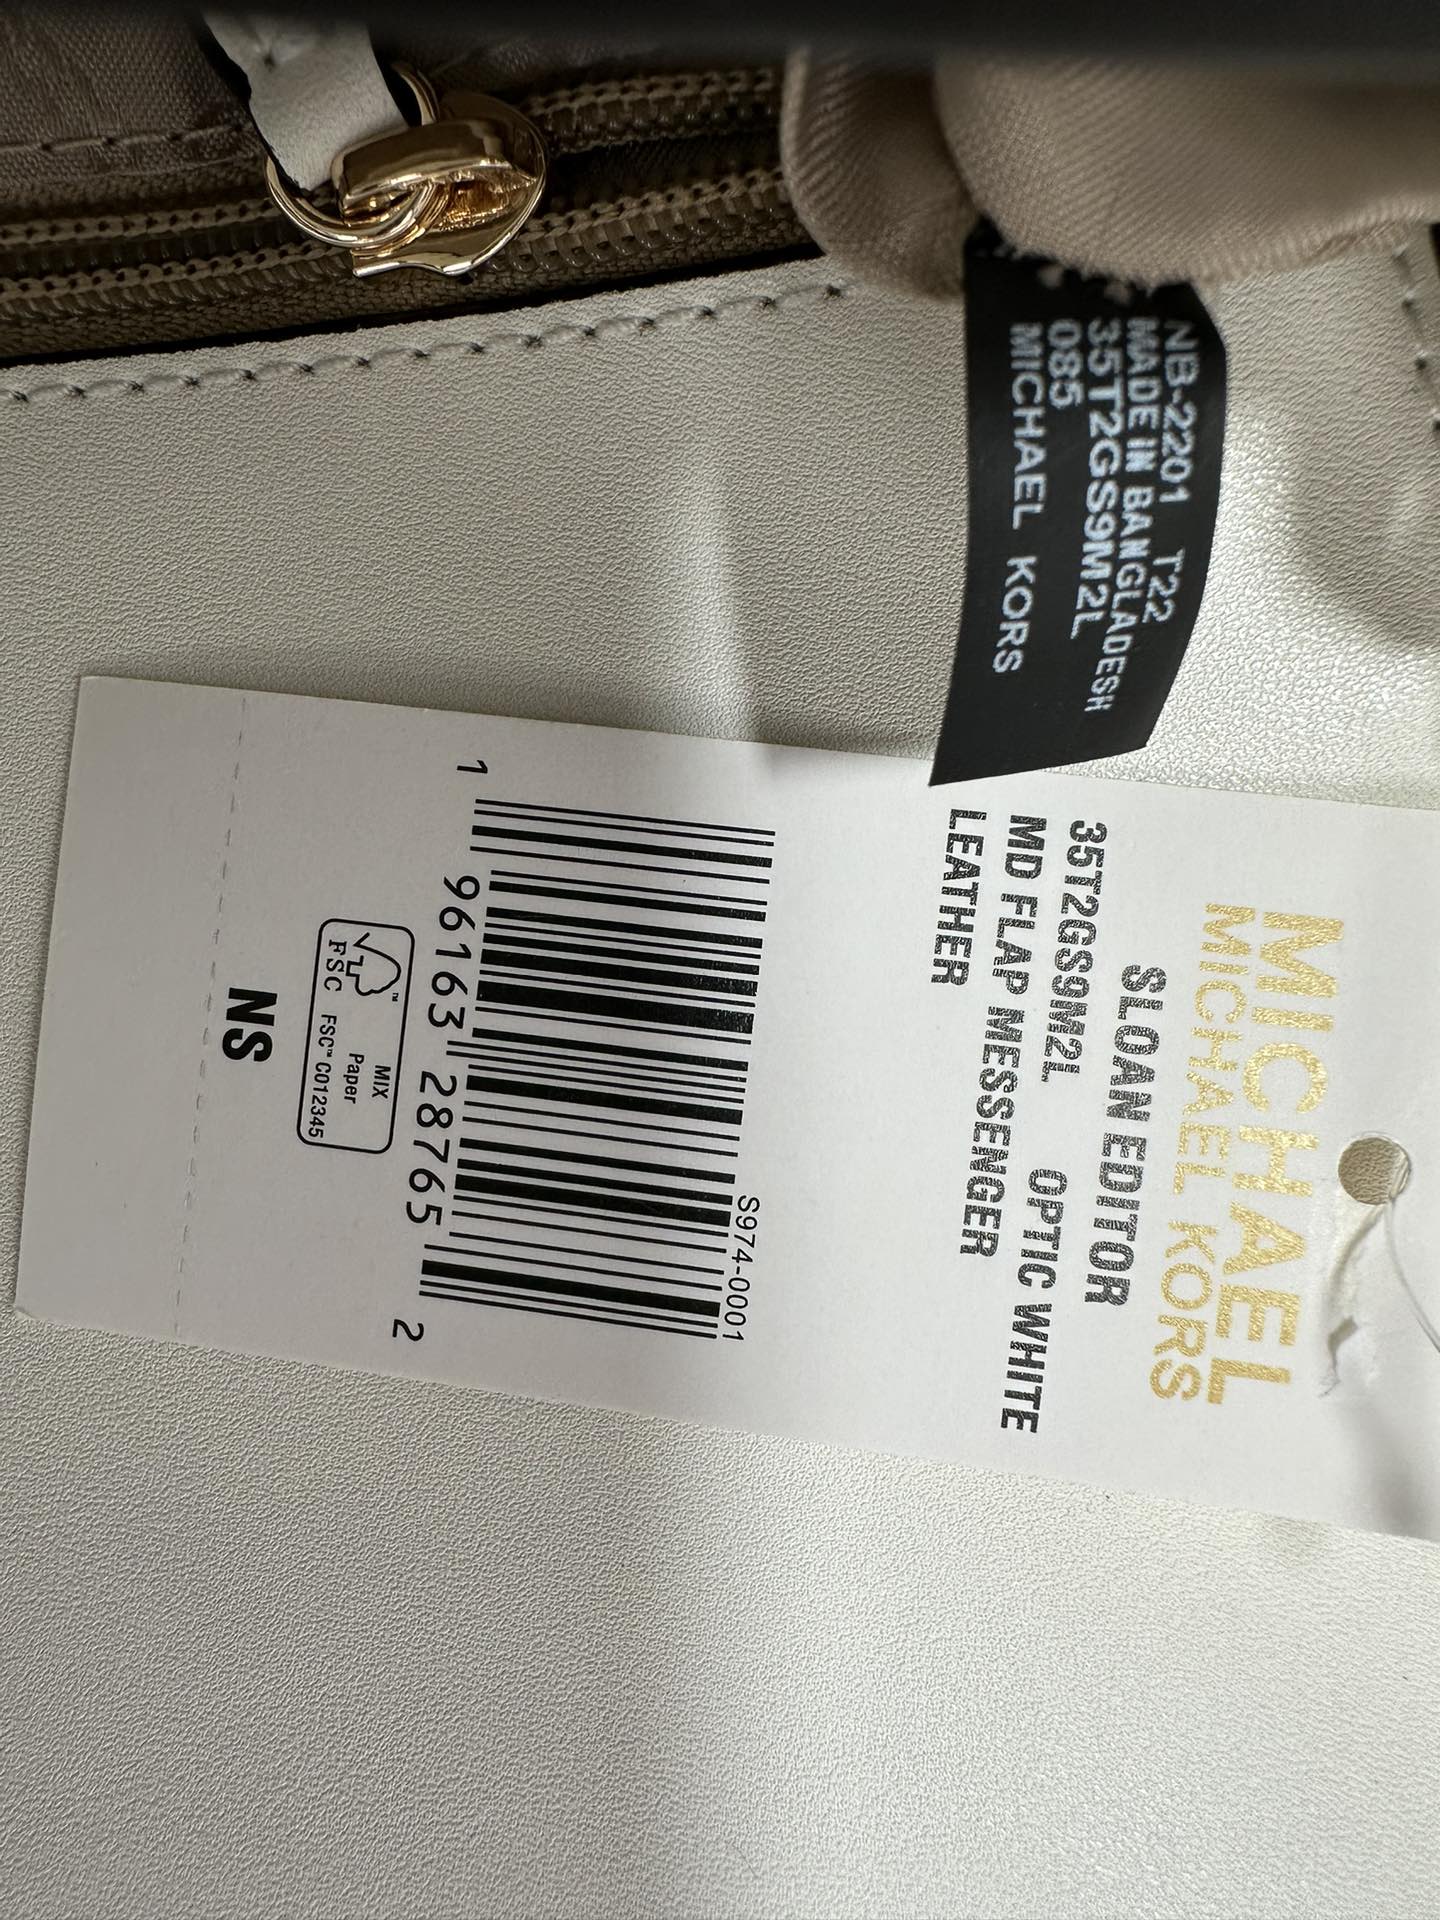 NB-2201 T22
MADE IN BANGLADESH
35T2GS9M2L
085
MICHAEL KORS
MICHAEL
MICHAEL KORS
SLOAN EDITOR
35T2GS9M2L OPTIC WHITE
MD FLAP MESSENGER
LEATHER
S974-0001
1 96163 28765 2
FSC
MIX
Paper
FSC™ C012345
NS